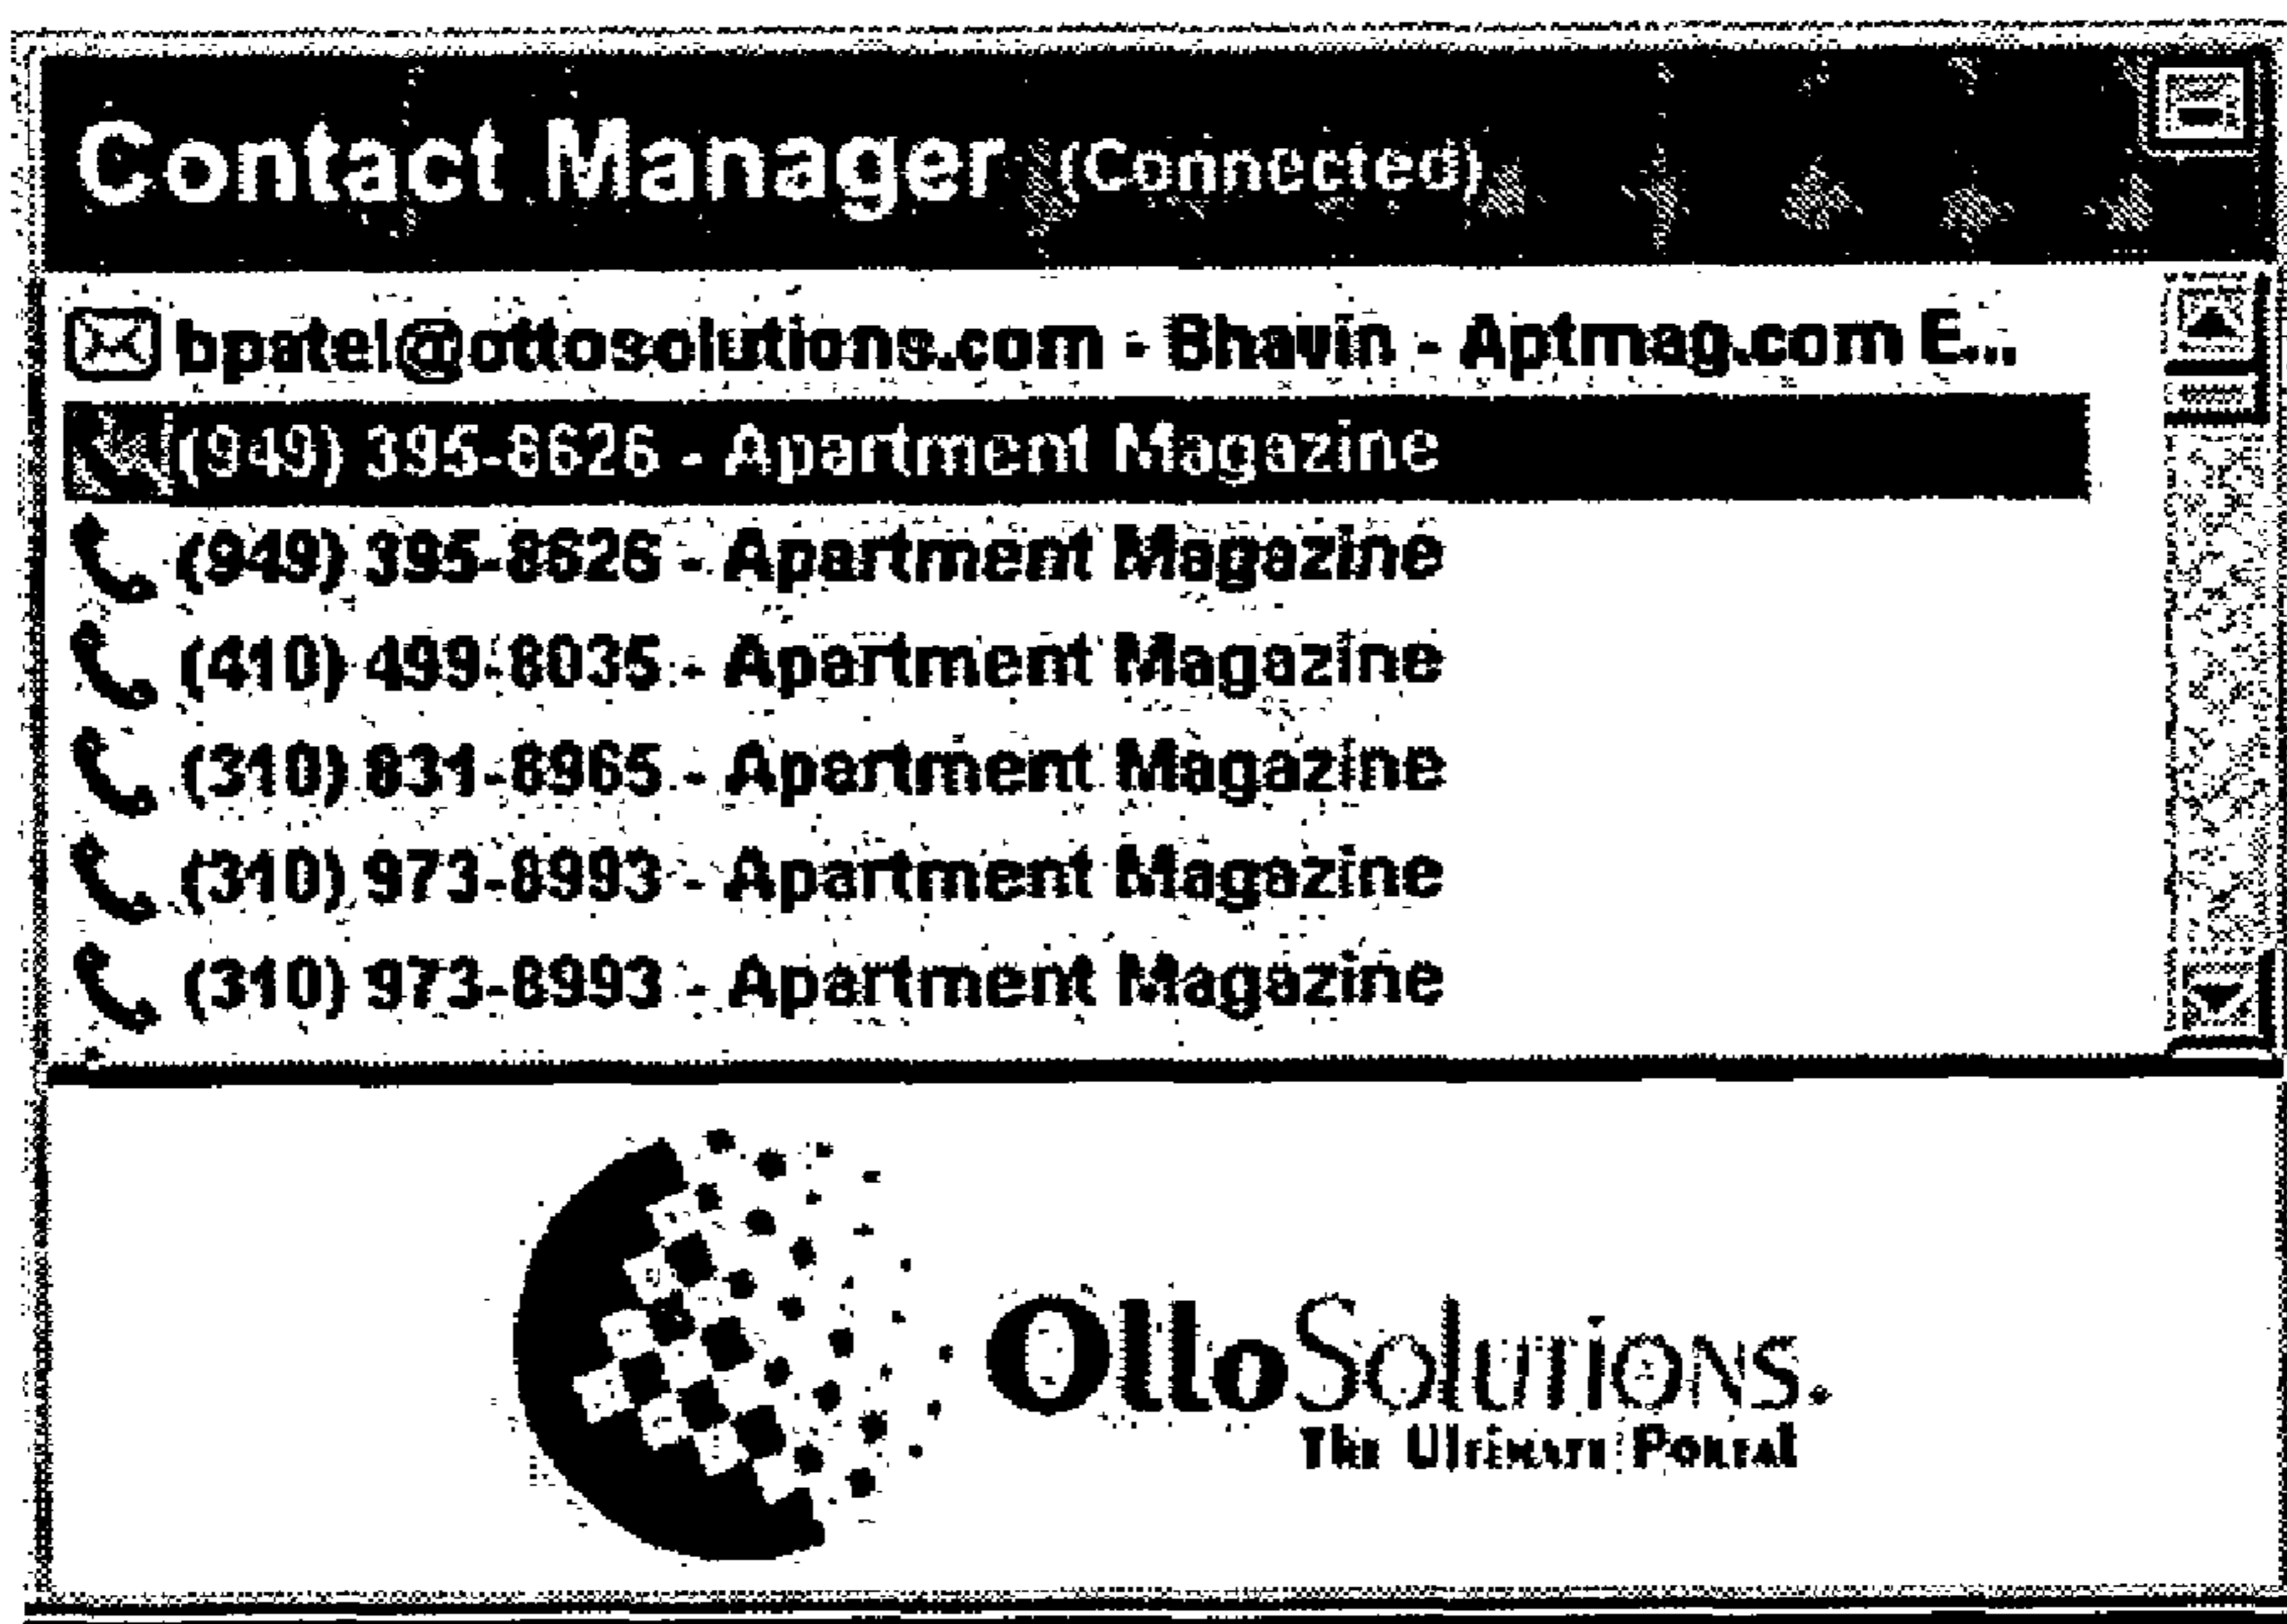 Contact Manager (Connected)
bpatel@ottosolutions.com - Bhavin - Aptmag.com E...
(949) 395-8626 - Apartment Magazine
(949) 395-8626 - Apartment Magazine
(410) 499-8035 - Apartment Magazine
(310) 831-8965 - Apartment Magazine
(310) 973-8993 - Apartment Magazine
(310) 973-8993 - Apartment Magazine
OlloSolutions.
The Ultimate Portal